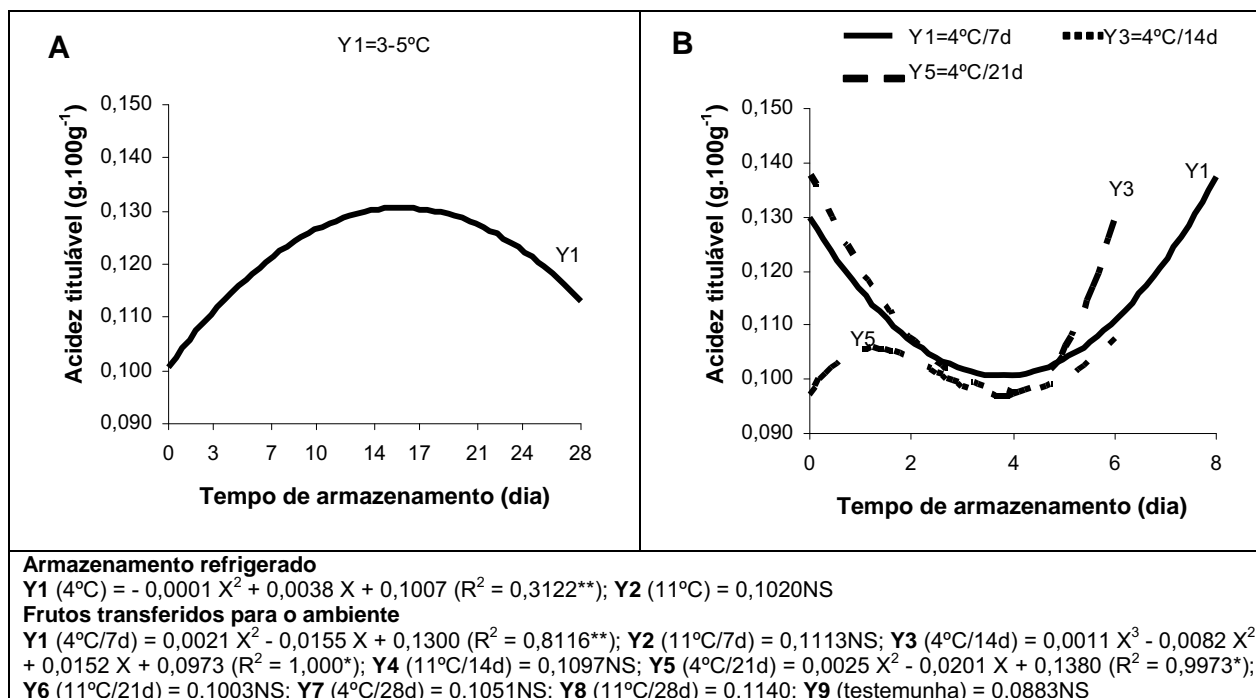 A
Y1=3-5ºC
Acidez titulável (g.100g-1)
0,150
0,140
0,130
0,120
0,110
0,100
0,090
Y1
0 3 7 10 14 17 21 24 28
Tempo de armazenamento (dia)
B
Y1=4ºC/7d Y3=4ºC/14d
Y5=4ºC/21d
Acidez titulável (g.100g-1)
0,150
0,140
0,130
0,120
0,110
0,100
0,090
Y1
Y3
Y5
0 2 4 6 8
Tempo de armazenamento (dia)
Armazenamento refrigerado
Y1 (4ºC) = - 0,0001 X2 + 0,0038 X + 0,1007 (R2 = 0,3122**); Y2 (11ºC) = 0,1020NS
Frutos transferidos para o ambiente
Y1 (4ºC/7d) = 0,0021 X2 - 0,0155 X + 0,1300 (R2 = 0,8116**); Y2 (11ºC/7d) = 0,1113NS; Y3 (4ºC/14d) = 0,0011 X3 - 0,0082 X2
+ 0,0152 X + 0,0973 (R2 = 1,000*); Y4 (11ºC/14d) = 0,1097NS; Y5 (4ºC/21d) = 0,0025 X2 - 0,0201 X + 0,1380 (R2 = 0,9973*);
Y6 (11ºC/21d) = 0,1003NS; Y7 (4ºC/28d) = 0,1051NS; Y8 (11ºC/28d) = 0,1140; Y9 (testemunha) = 0,0883NS